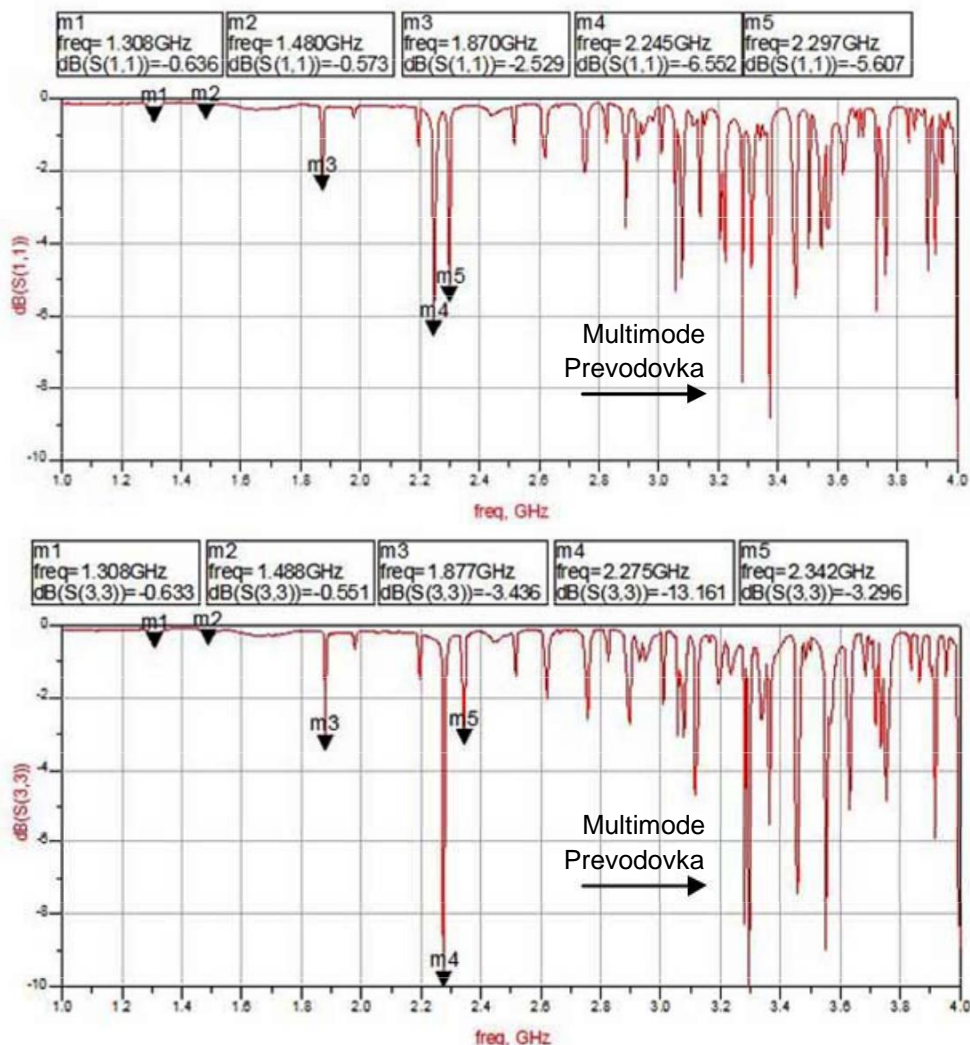 m1
freq=1.308GHz
dB(S(1,1))=-0.636
m2
freq=1.480GHz
dB(S(1,1))=-0.573
m3
freq=1.870GHz
dB(S(1,1))=-2.529
m4
freq=2.245GHz
dB(S(1,1))=-6.552
m5
freq=2.297GHz
dB(S(1,1))=-5.607
0
m1
m2
m3
-2
-4
m5
m4
-6
Multimode
Prevodovka
-8
-10
dB(S(1,1))
1.0 1.2 1.4 1.6 1.8 2.0 2.2 2.4 2.6 2.8 3.0 3.2 3.4 3.6 3.8 4.0
freq, GHz
m1
freq=1.308GHz
dB(S(3,3))=-0.633
m2
freq=1.488GHz
dB(S(3,3))=-0.551
m3
freq=1.877GHz
dB(S(3,3))=-3.436
m4
freq=2.275GHz
dB(S(3,3))=-13.161
m5
freq=2.342GHz
dB(S(3,3))=-3.296
0
m1
m2
-2
m3
m5
-4
-6
Multimode
Prevodovka
-8
m4
-10
dB(S(3,3))
1.0 1.2 1.4 1.6 1.8 2.0 2.2 2.4 2.6 2.8 3.0 3.2 3.4 3.6 3.8 4.0
freq, GHz